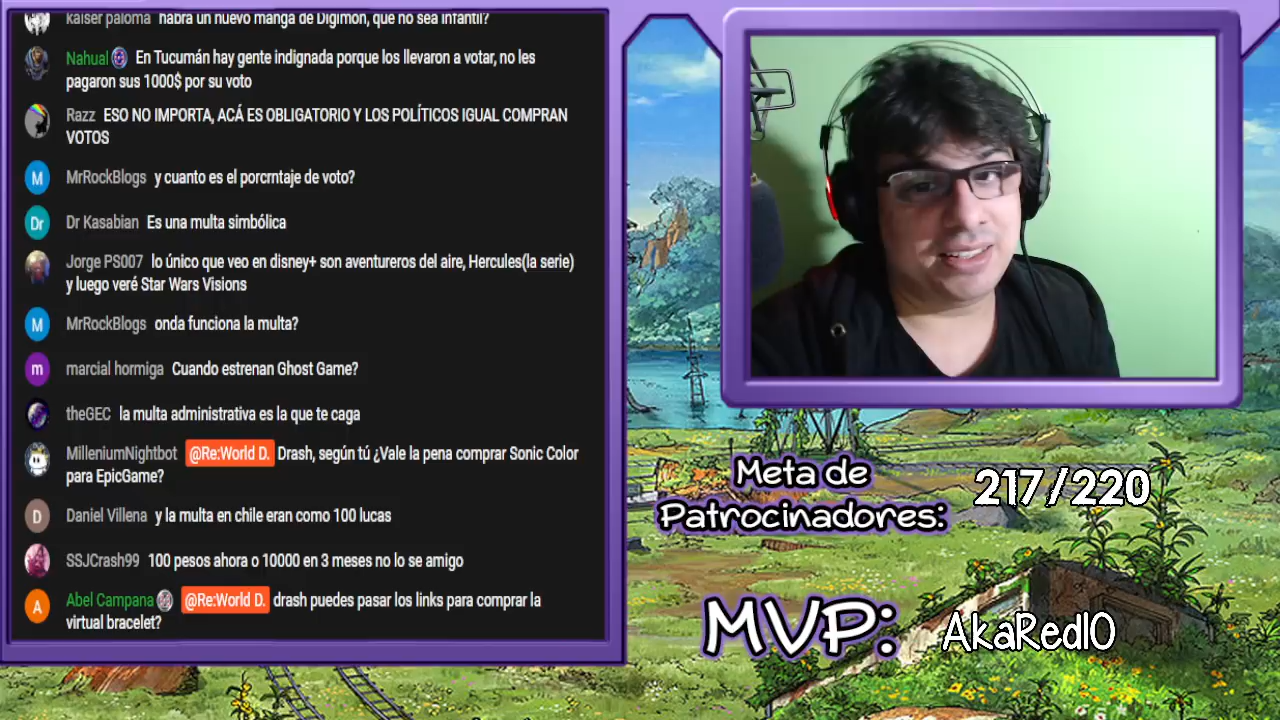 kaiser paloma habrá un nuevo manga de Digimon, que no sea infantil?
Nahual En Tucumán hay gente indignada porque los llevaron a votar, no les
pagaron sus 1000$ por su voto
Razz ESO NO IMPORTA, ACÁ ES OBLIGATORIO Y LOS POLÍTICOS IGUAL COMPRAN
VOTOS
M MrRockBlogs y cuanto es el porcrntaje de voto?
Dr Dr Kasabian Es una multa simbólica
Jorge PS007 lo único que veo en disney+ son aventureros del aire, Hercules(la serie)
y luego veré Star Wars Visions
M MrRockBlogs onda funciona la multa?
m marcial hormiga Cuando estrenan Ghost Game?
theGEC la multa administrativa es la que te caga
MilleniumNightbot @Re:World D. Drash, según tú ¿Vale la pena comprar Sonic Color
para EpicGame?
D Daniel Villena y la multa en chile eran como 100 lucas
SSJCrash99 100 pesos ahora o 10000 en 3 meses no lo se amigo
A Abel Campana @Re:World D. drash puedes pasar los links para comprar la
virtual bracelet?
Meta de
Patrocinadores: 217/220
MVP: AkaRed10